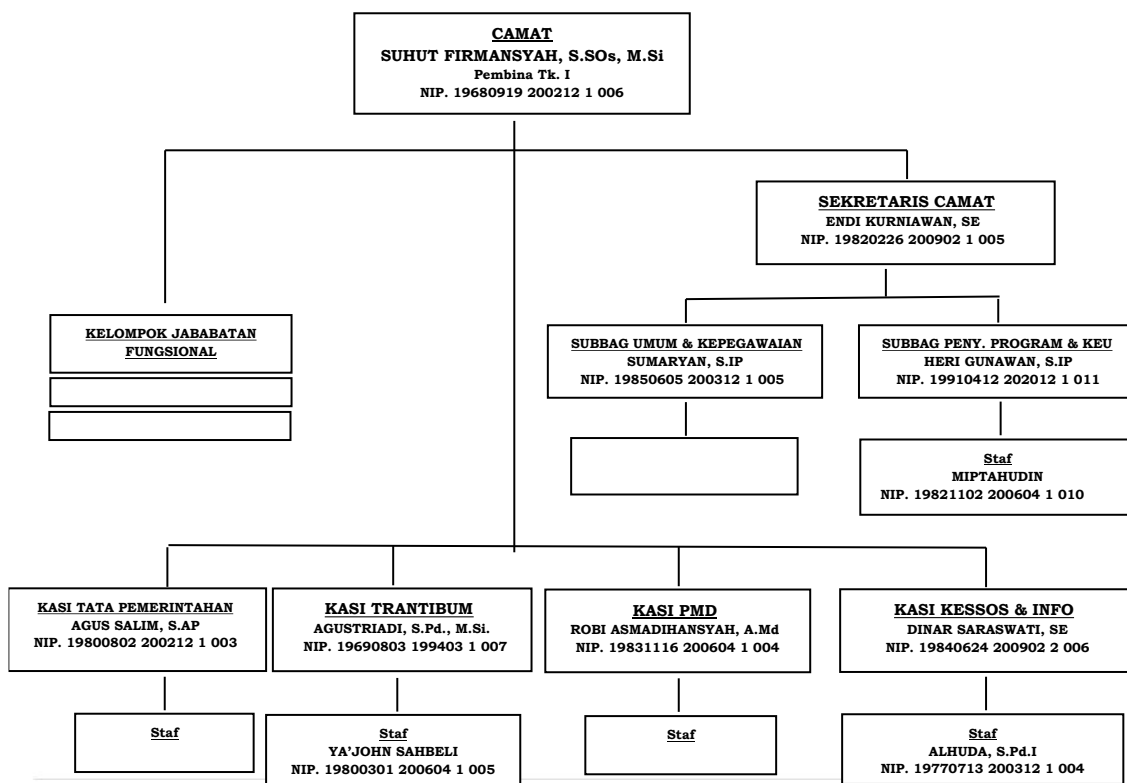 CAMAT
SUHUT FIRMANSYAH, S.SOs, M.Si
Pembina Tk. I
NIP. 19680919 200212 1 006
SEKRETARIS CAMAT
ENDI KURNIAWAN, SE
NIP. 19820226 200902 1 005
KELOMPOK JABABATAN
FUNGSIONAL
SUBBAG UMUM & KEPEGAWAIAN
SUMARYAN, S.IP
NIP. 19850605 200312 1 005
SUBBAG PENY. PROGRAM & KEU
HERI GUNAWAN, S.IP
NIP. 19910412 202012 1 011
Staf
MIPTAHUDIN
NIP. 19821102 200604 1 010
KASI TATA PEMERINTAHAN
AGUS SALIM, S.AP
NIP. 19800802 200212 1 003
KASI TRANTIBUM
AGUSTRIADI, S.Pd., M.Si.
NIP. 19690803 199403 1 007
KASI PMD
ROBI ASMADIHANSYAH, A.Md
NIP. 19831116 200604 1 004
KASI KESSOS & INFO
DINAR SARASWATI, SE
NIP. 19840624 200902 2 006
Staf
Staf
YA'JOHN SAHBELI
NIP. 19800301 200604 1 005
Staf
Staf
ALHUDA, S.Pd.I
NIP. 19770713 200312 1 004